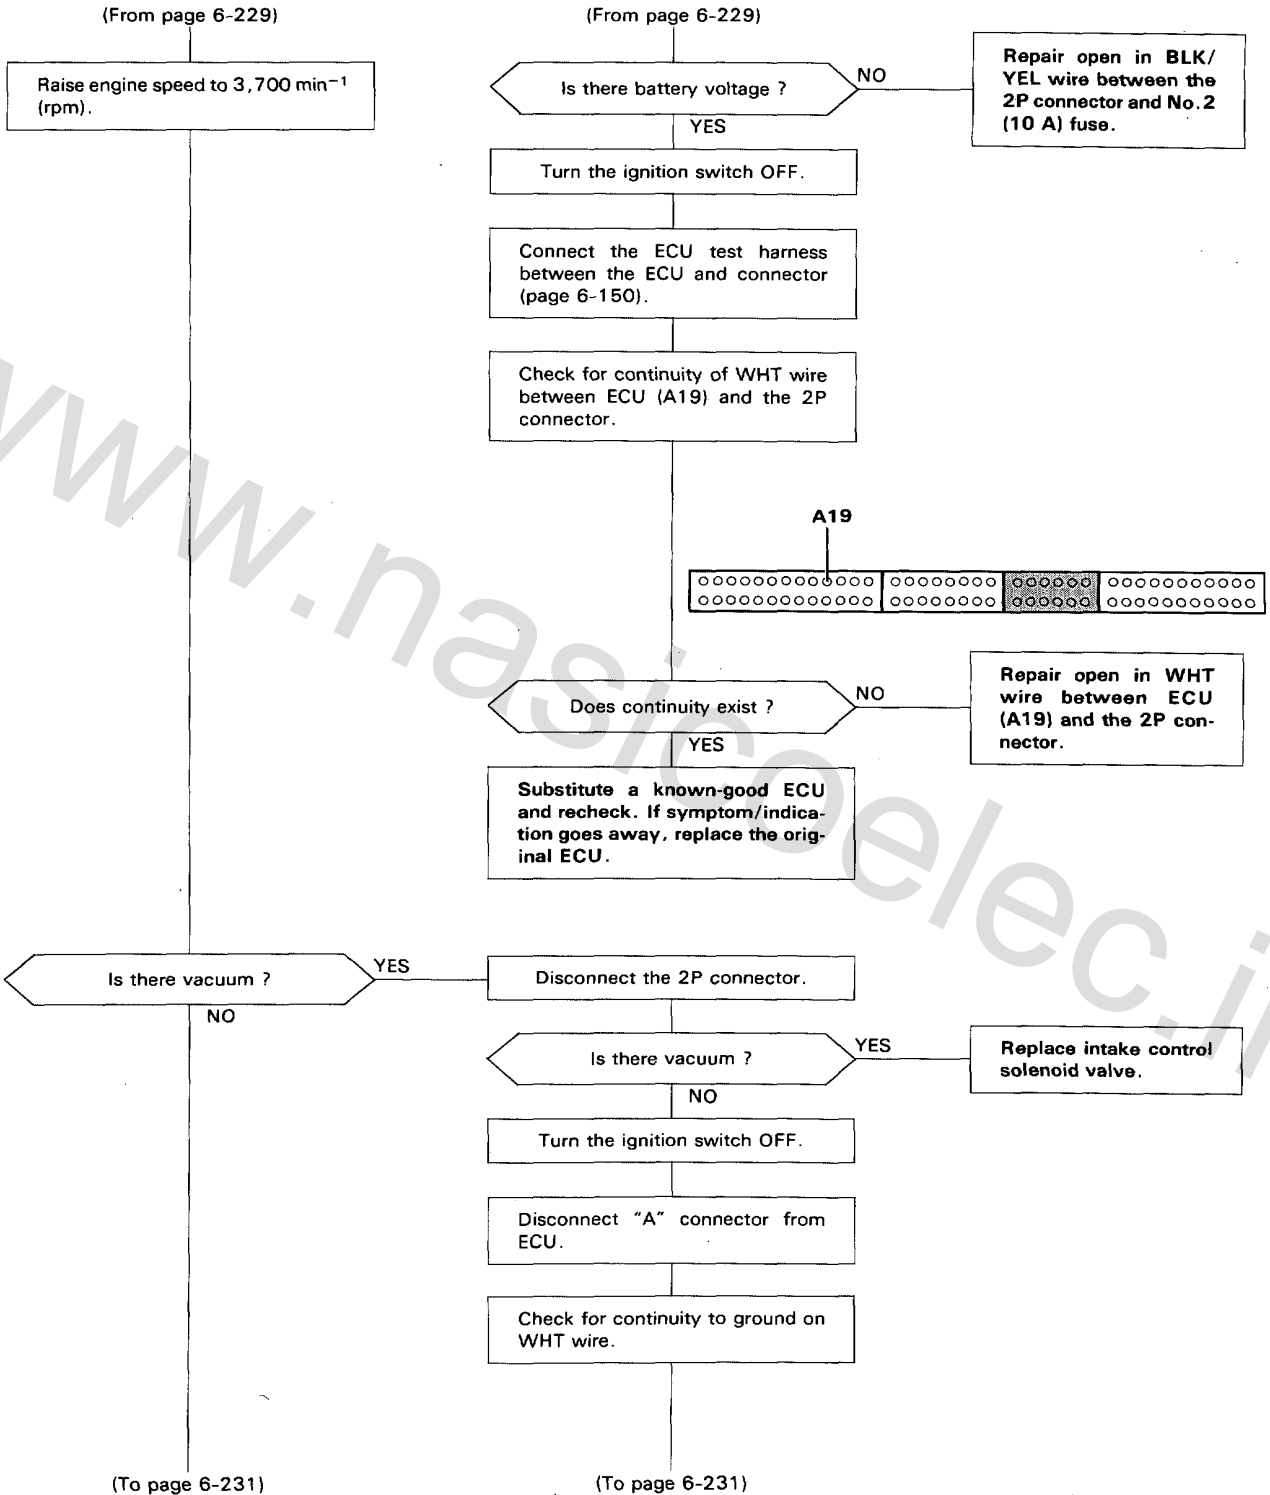 (From page 6-229)
(From page 6-229)
Raise engine speed to 3,700 min⁻¹
(rpm).
Is there battery voltage ?
NO
YES
Repair open in BLK/
YEL wire between the
2P connector and No.2
(10 A) fuse.
Turn the ignition switch OFF.
Connect the ECU test harness
between the ECU and connector
(page 6-150).
Check for continuity of WHT wire
between ECU (A19) and the 2P
connector.
A19
Does continuity exist ?
NO
YES
Repair open in WHT
wire between ECU
(A19) and the 2P con-
nector.
Substitute a known-good ECU
and recheck. If symptom/indica-
tion goes away, replace the orig-
inal ECU.
Is there vacuum ?
YES
NO
Disconnect the 2P connector.
Is there vacuum ?
YES
NO
Replace intake control
solenoid valve.
Turn the ignition switch OFF.
Disconnect "A" connector from
ECU.
Check for continuity to ground on
WHT wire.
(To page 6-231)
(To page 6-231)
www.nasicoelec.ir